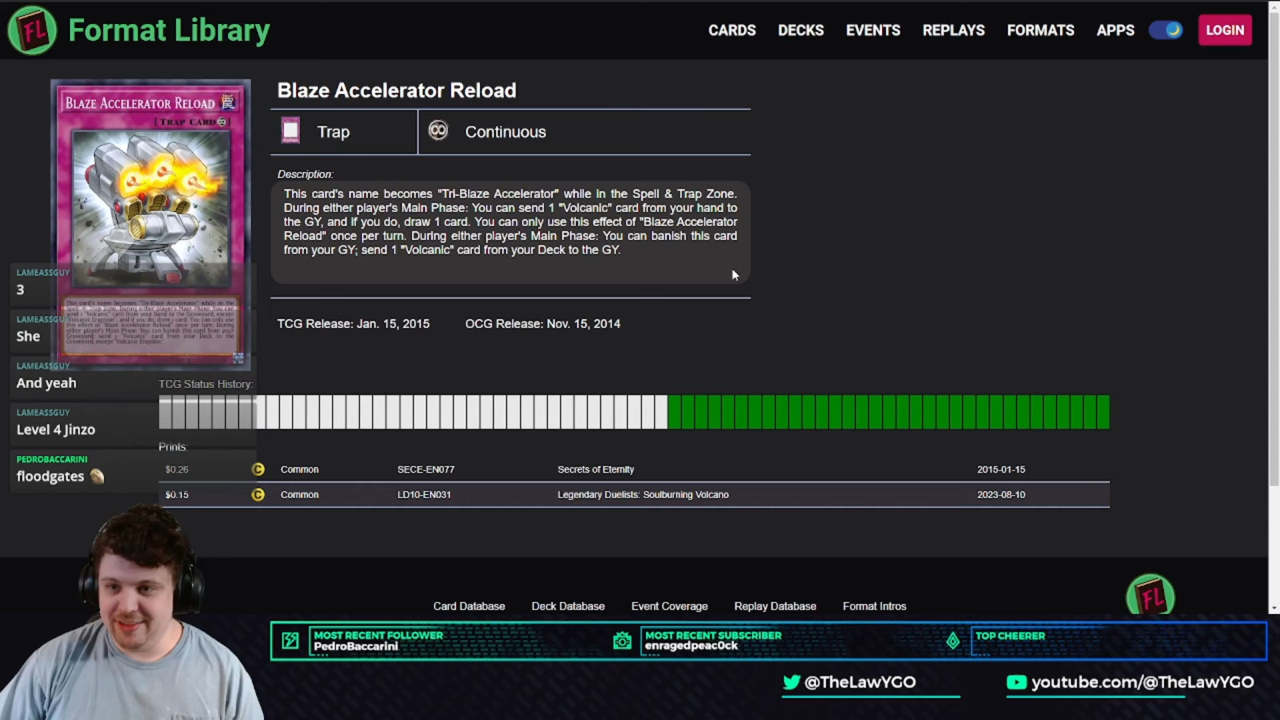 FL Format Library
CARDS DECKS EVENTS REPLAYS FORMATS APPS LOGIN
BLAZE ACCELERATOR RELOAD
[TRAP CARD]
Blaze Accelerator Reload
Trap
Continuous
Description:
This card's name becomes "Tri-Blaze Accelerator" while in the Spell & Trap Zone.
During either player's Main Phase: You can send 1 "Volcanic" card from your hand to
the GY, and if you do, draw 1 card. You can only use this effect of "Blaze Accelerator
Reload" once per turn. During either player's Main Phase: You can banish this card
from your GY; send 1 "Volcanic" card from your Deck to the GY.
TCG Release: Jan. 15, 2015
OCG Release: Nov. 15, 2014
LAMEASSGUY
3
LAMEASSGUY
She
LAMEASSGUY
And yeah
LAMEASSGUY
Level 4 Jinzo
PEDROBACCARINI
floodgates
TCG Status History:
Prints:
$0.26 C Common SECE-EN077 Secrets of Eternity 2015-01-15
$0.15 C Common LD10-EN031 Legendary Duelists: Soulburning Volcano 2023-08-10
Card Database Deck Database Event Coverage Replay Database Format Intros
FL
MOST RECENT FOLLOWER
PedroBaccarini
MOST RECENT SUBSCRIBER
enragedpeac0ck
TOP CHEERER
@TheLawYGO
youtube.com/@TheLawYGO